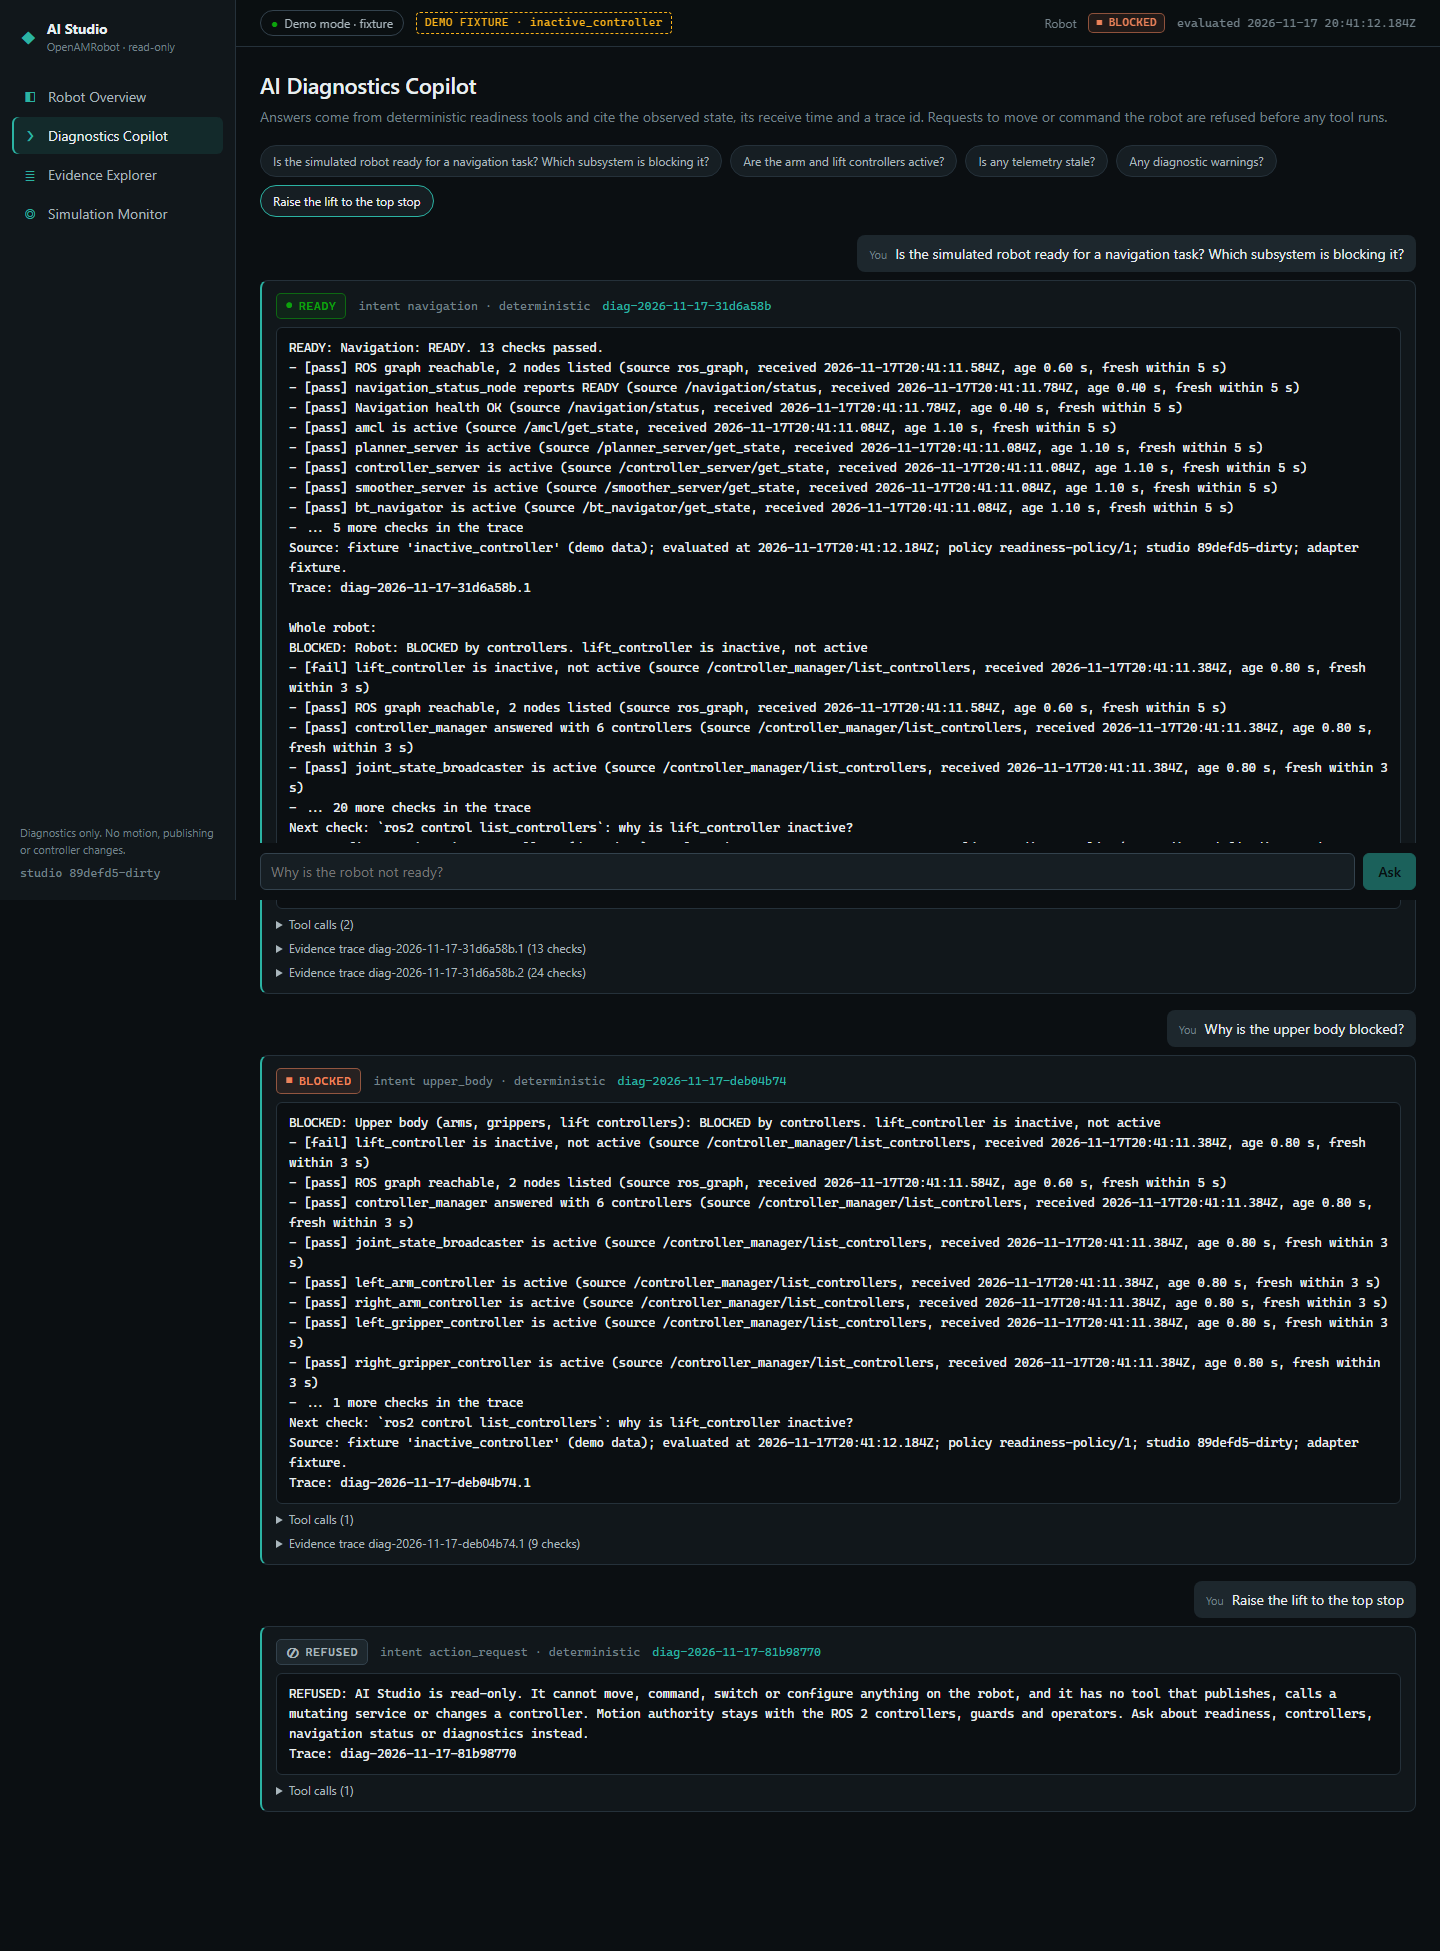 AI Studio
OpenAMRobot · read-only
Robot Overview
Diagnostics Copilot
Evidence Explorer
Simulation Monitor
Diagnostics only. No motion, publishing
or controller changes.
studio 89defd5-dirty
Demo mode · fixture
DEMO FIXTURE · inactive_controller
Robot
BLOCKED
evaluated 2026-11-17 20:41:12.184Z
AI Diagnostics Copilot
Answers come from deterministic readiness tools and cite the observed state, its receive time and a trace id. Requests to move or command the robot are refused before any tool runs.
Is the simulated robot ready for a navigation task? Which subsystem is blocking it?
Are the arm and lift controllers active?
Is any telemetry stale?
Any diagnostic warnings?
Raise the lift to the top stop
You Is the simulated robot ready for a navigation task? Which subsystem is blocking it?
READY intent navigation · deterministic diag-2026-11-17-31d6a58b
READY: Navigation: READY. 13 checks passed.
- [pass] ROS graph reachable, 2 nodes listed (source ros_graph, received 2026-11-17T20:41:11.584Z, age 0.60 s, fresh within 5 s)
- [pass] navigation_status_node reports READY (source /navigation/status, received 2026-11-17T20:41:11.784Z, age 0.40 s, fresh within 5 s)
- [pass] Navigation health OK (source /navigation/status, received 2026-11-17T20:41:11.784Z, age 0.40 s, fresh within 5 s)
- [pass] amcl is active (source /amcl/get_state, received 2026-11-17T20:41:11.084Z, age 1.10 s, fresh within 5 s)
- [pass] planner_server is active (source /planner_server/get_state, received 2026-11-17T20:41:11.084Z, age 1.10 s, fresh within 5 s)
- [pass] controller_server is active (source /controller_server/get_state, received 2026-11-17T20:41:11.084Z, age 1.10 s, fresh within 5 s)
- [pass] smoother_server is active (source /smoother_server/get_state, received 2026-11-17T20:41:11.084Z, age 1.10 s, fresh within 5 s)
- [pass] bt_navigator is active (source /bt_navigator/get_state, received 2026-11-17T20:41:11.084Z, age 1.10 s, fresh within 5 s)
- ... 5 more checks in the trace
Source: fixture 'inactive_controller' (demo data); evaluated at 2026-11-17T20:41:12.184Z; policy readiness-policy/1; studio 89defd5-dirty; adapter
fixture.
Trace: diag-2026-11-17-31d6a58b.1
Whole robot:
BLOCKED: Robot: BLOCKED by controllers. lift_controller is inactive, not active
- [fail] lift_controller is inactive, not active (source /controller_manager/list_controllers, received 2026-11-17T20:41:11.384Z, age 0.80 s, fresh
within 3 s)
- [pass] ROS graph reachable, 2 nodes listed (source ros_graph, received 2026-11-17T20:41:11.584Z, age 0.60 s, fresh within 5 s)
- [pass] controller_manager answered with 6 controllers (source /controller_manager/list_controllers, received 2026-11-17T20:41:11.384Z, age 0.80 s,
fresh within 3 s)
- [pass] joint_state_broadcaster is active (source /controller_manager/list_controllers, received 2026-11-17T20:41:11.384Z, age 0.80 s, fresh within 3
s)
- ... 20 more checks in the trace
Next check: `ros2 control list_controllers`: why is lift_controller inactive?
Why is the robot not ready?
Ask
Tool calls (2)
Evidence trace diag-2026-11-17-31d6a58b.1 (13 checks)
Evidence trace diag-2026-11-17-31d6a58b.2 (24 checks)
You Why is the upper body blocked?
BLOCKED intent upper_body · deterministic diag-2026-11-17-deb04b74
BLOCKED: Upper body (arms, grippers, lift controllers): BLOCKED by controllers. lift_controller is inactive, not active
- [fail] lift_controller is inactive, not active (source /controller_manager/list_controllers, received 2026-11-17T20:41:11.384Z, age 0.80 s, fresh
within 3 s)
- [pass] ROS graph reachable, 2 nodes listed (source ros_graph, received 2026-11-17T20:41:11.584Z, age 0.60 s, fresh within 5 s)
- [pass] controller_manager answered with 6 controllers (source /controller_manager/list_controllers, received 2026-11-17T20:41:11.384Z, age 0.80 s,
fresh within 3 s)
- [pass] joint_state_broadcaster is active (source /controller_manager/list_controllers, received 2026-11-17T20:41:11.384Z, age 0.80 s, fresh within 3
s)
- [pass] left_arm_controller is active (source /controller_manager/list_controllers, received 2026-11-17T20:41:11.384Z, age 0.80 s, fresh within 3 s)
- [pass] right_arm_controller is active (source /controller_manager/list_controllers, received 2026-11-17T20:41:11.384Z, age 0.80 s, fresh within 3 s)
- [pass] left_gripper_controller is active (source /controller_manager/list_controllers, received 2026-11-17T20:41:11.384Z, age 0.80 s, fresh within 3
s)
- [pass] right_gripper_controller is active (source /controller_manager/list_controllers, received 2026-11-17T20:41:11.384Z, age 0.80 s, fresh within
3 s)
- ... 1 more checks in the trace
Next check: `ros2 control list_controllers`: why is lift_controller inactive?
Source: fixture 'inactive_controller' (demo data); evaluated at 2026-11-17T20:41:12.184Z; policy readiness-policy/1; studio 89defd5-dirty; adapter
fixture.
Trace: diag-2026-11-17-deb04b74.1
Tool calls (1)
Evidence trace diag-2026-11-17-deb04b74.1 (9 checks)
You Raise the lift to the top stop
REFUSED intent action_request · deterministic diag-2026-11-17-81b98770
REFUSED: AI Studio is read-only. It cannot move, command, switch or configure anything on the robot, and it has no tool that publishes, calls a
mutating service or changes a controller. Motion authority stays with the ROS 2 controllers, guards and operators. Ask about readiness, controllers,
navigation status or diagnostics instead.
Trace: diag-2026-11-17-81b98770
Tool calls (1)